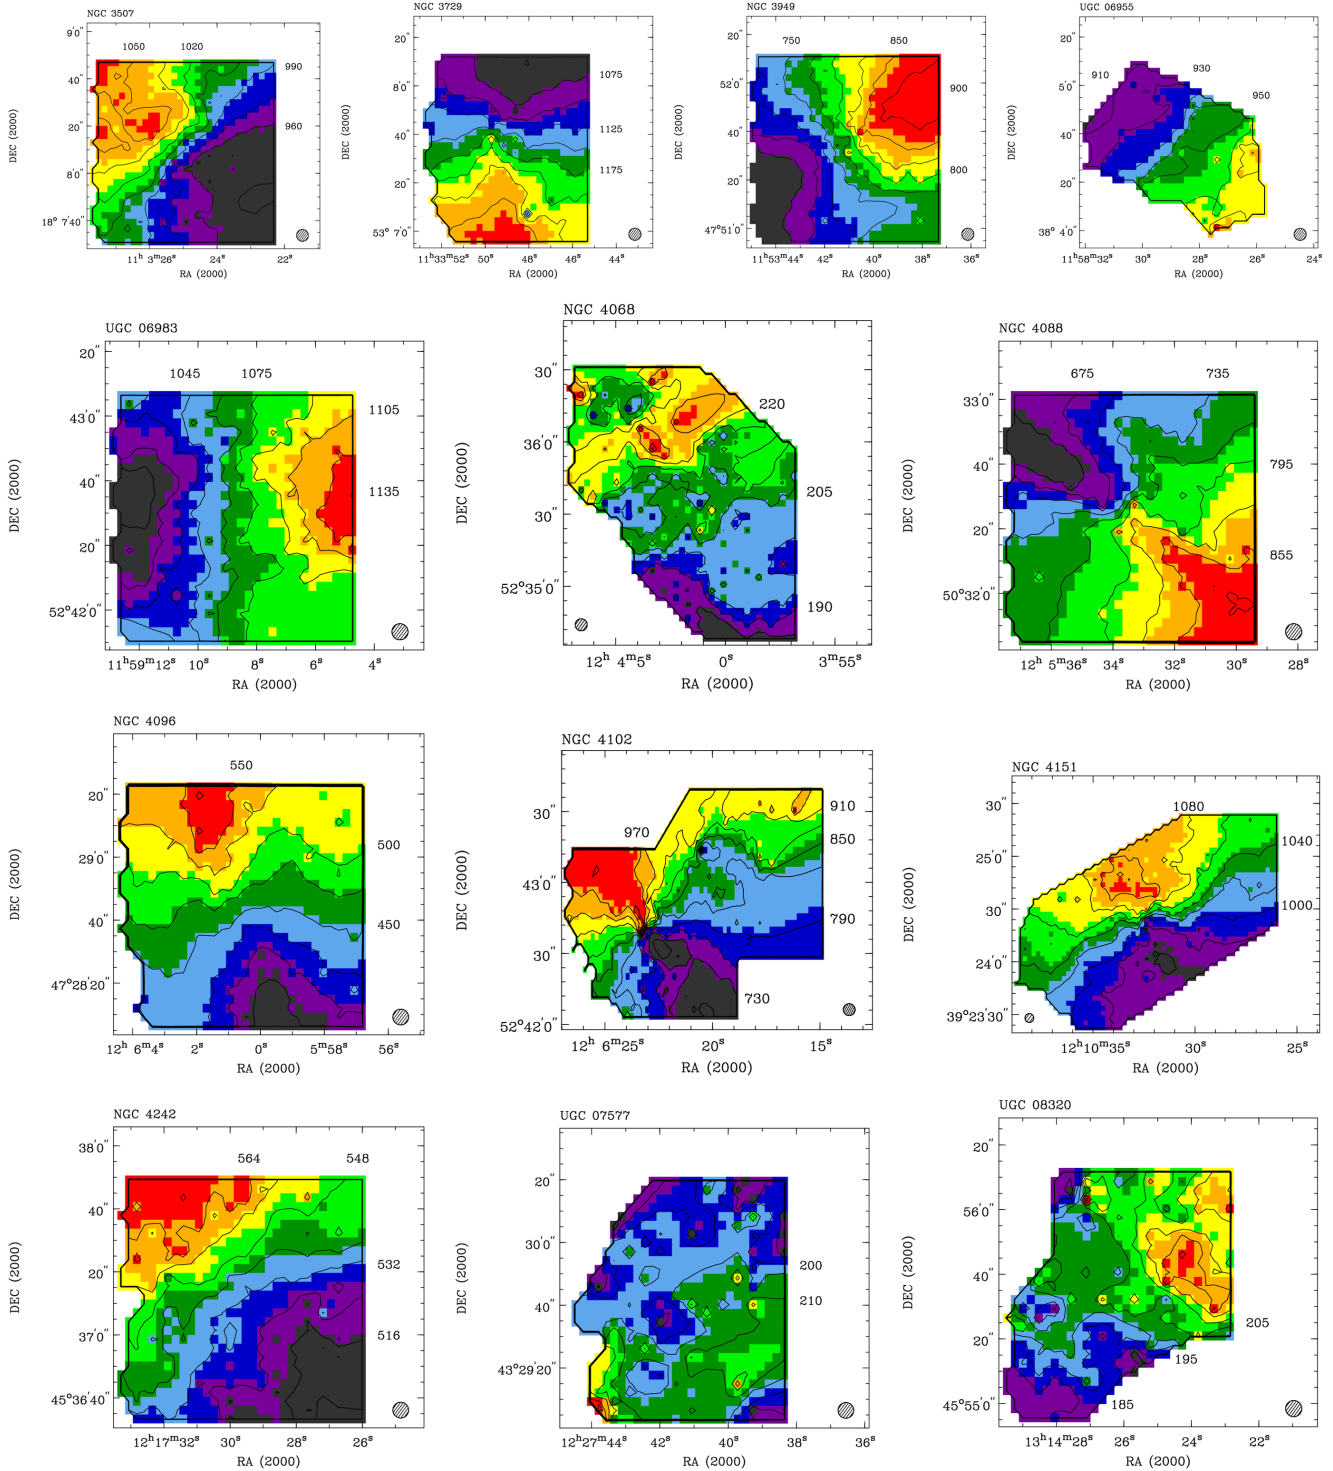 NGC 3507
NGC 3729
NGC 3949
UG 06955
9'0"
1050
1020
990
40"
DEC (2000)
20"
960
8'0"
18° 7'40"
11h 3m26s
24s
22s
RA (2000)
20"
1075
8'0"
DEC (2000)
40"
1125
20"
1175
53° 7'0"
11h33m52s
50s
48s
46s
44s
RA (2000)
20"
750
850
52'0"
900
DEC (2000)
40"
20"
800
47°51'0"
11h53m44s
42s
40s
38s
36s
RA (2000)
20"
910
930
5'0"
950
DEC (2000)
40"
20"
38° 4'0"
11h58m32s
30s
28s
26s
24s
RA (2000)
UGC 06983
NGC 4068
NGC 4088
20"
1045
1075
43'0"
1105
DEC (2000)
40"
1135
20"
52°42'0"
11h59m12s
10s
8s
6s
4s
RA (2000)
30"
220
36'0"
DEC (2000)
205
30"
52°35'0"
190
12h 4m5s
0s
3m55s
RA (2000)
675
735
33'0"
DEC (2000)
40"
795
20"
855
50°32'0"
12h 5m36s
34s
32s
30s
28s
RA (2000)
NGC 4096
NGC 4102
NGC 4151
550
20"
500
29'0"
DEC (2000)
40"
450
47°28'20"
12h 6m4s
2s
0s
5m58s
56s
RA (2000)
30"
910
970
850
43'0"
DEC (2000)
790
30"
730
52°42'0"
12h 6m25s
20s
15s
RA (2000)
30"
1080
25'0"
1040
DEC (2000)
30"
1000
24'0"
39°23'30"
12h10m35s
30s
25s
RA (2000)
NGC 4242
UGC 07577
UGC 08320
38'0"
564
548
40"
DEC (2000)
20"
532
37'0"
516
45°36'40"
12h17m32s
30s
28s
26s
RA (2000)
20"
30'0"
200
DEC (2000)
40"
210
43°29'20"
12h27m44s
42s
40s
38s
36s
RA (2000)
20"
56'0"
DEC (2000)
40"
205
20"
195
45°55'0"
185
13h14m28s
26s
24s
22s
RA (2000)